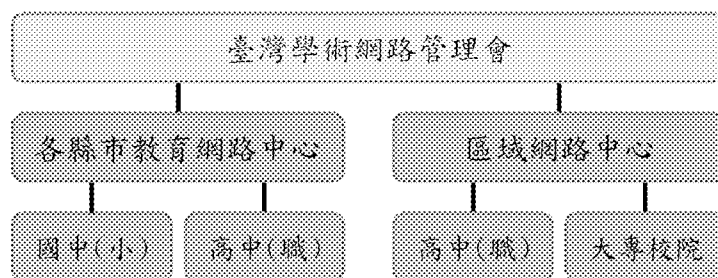 臺灣學術網路管理會
各縣市教育網路中心 區域網路中心
國中(小) 高中(職) 高中(職) 大專校院